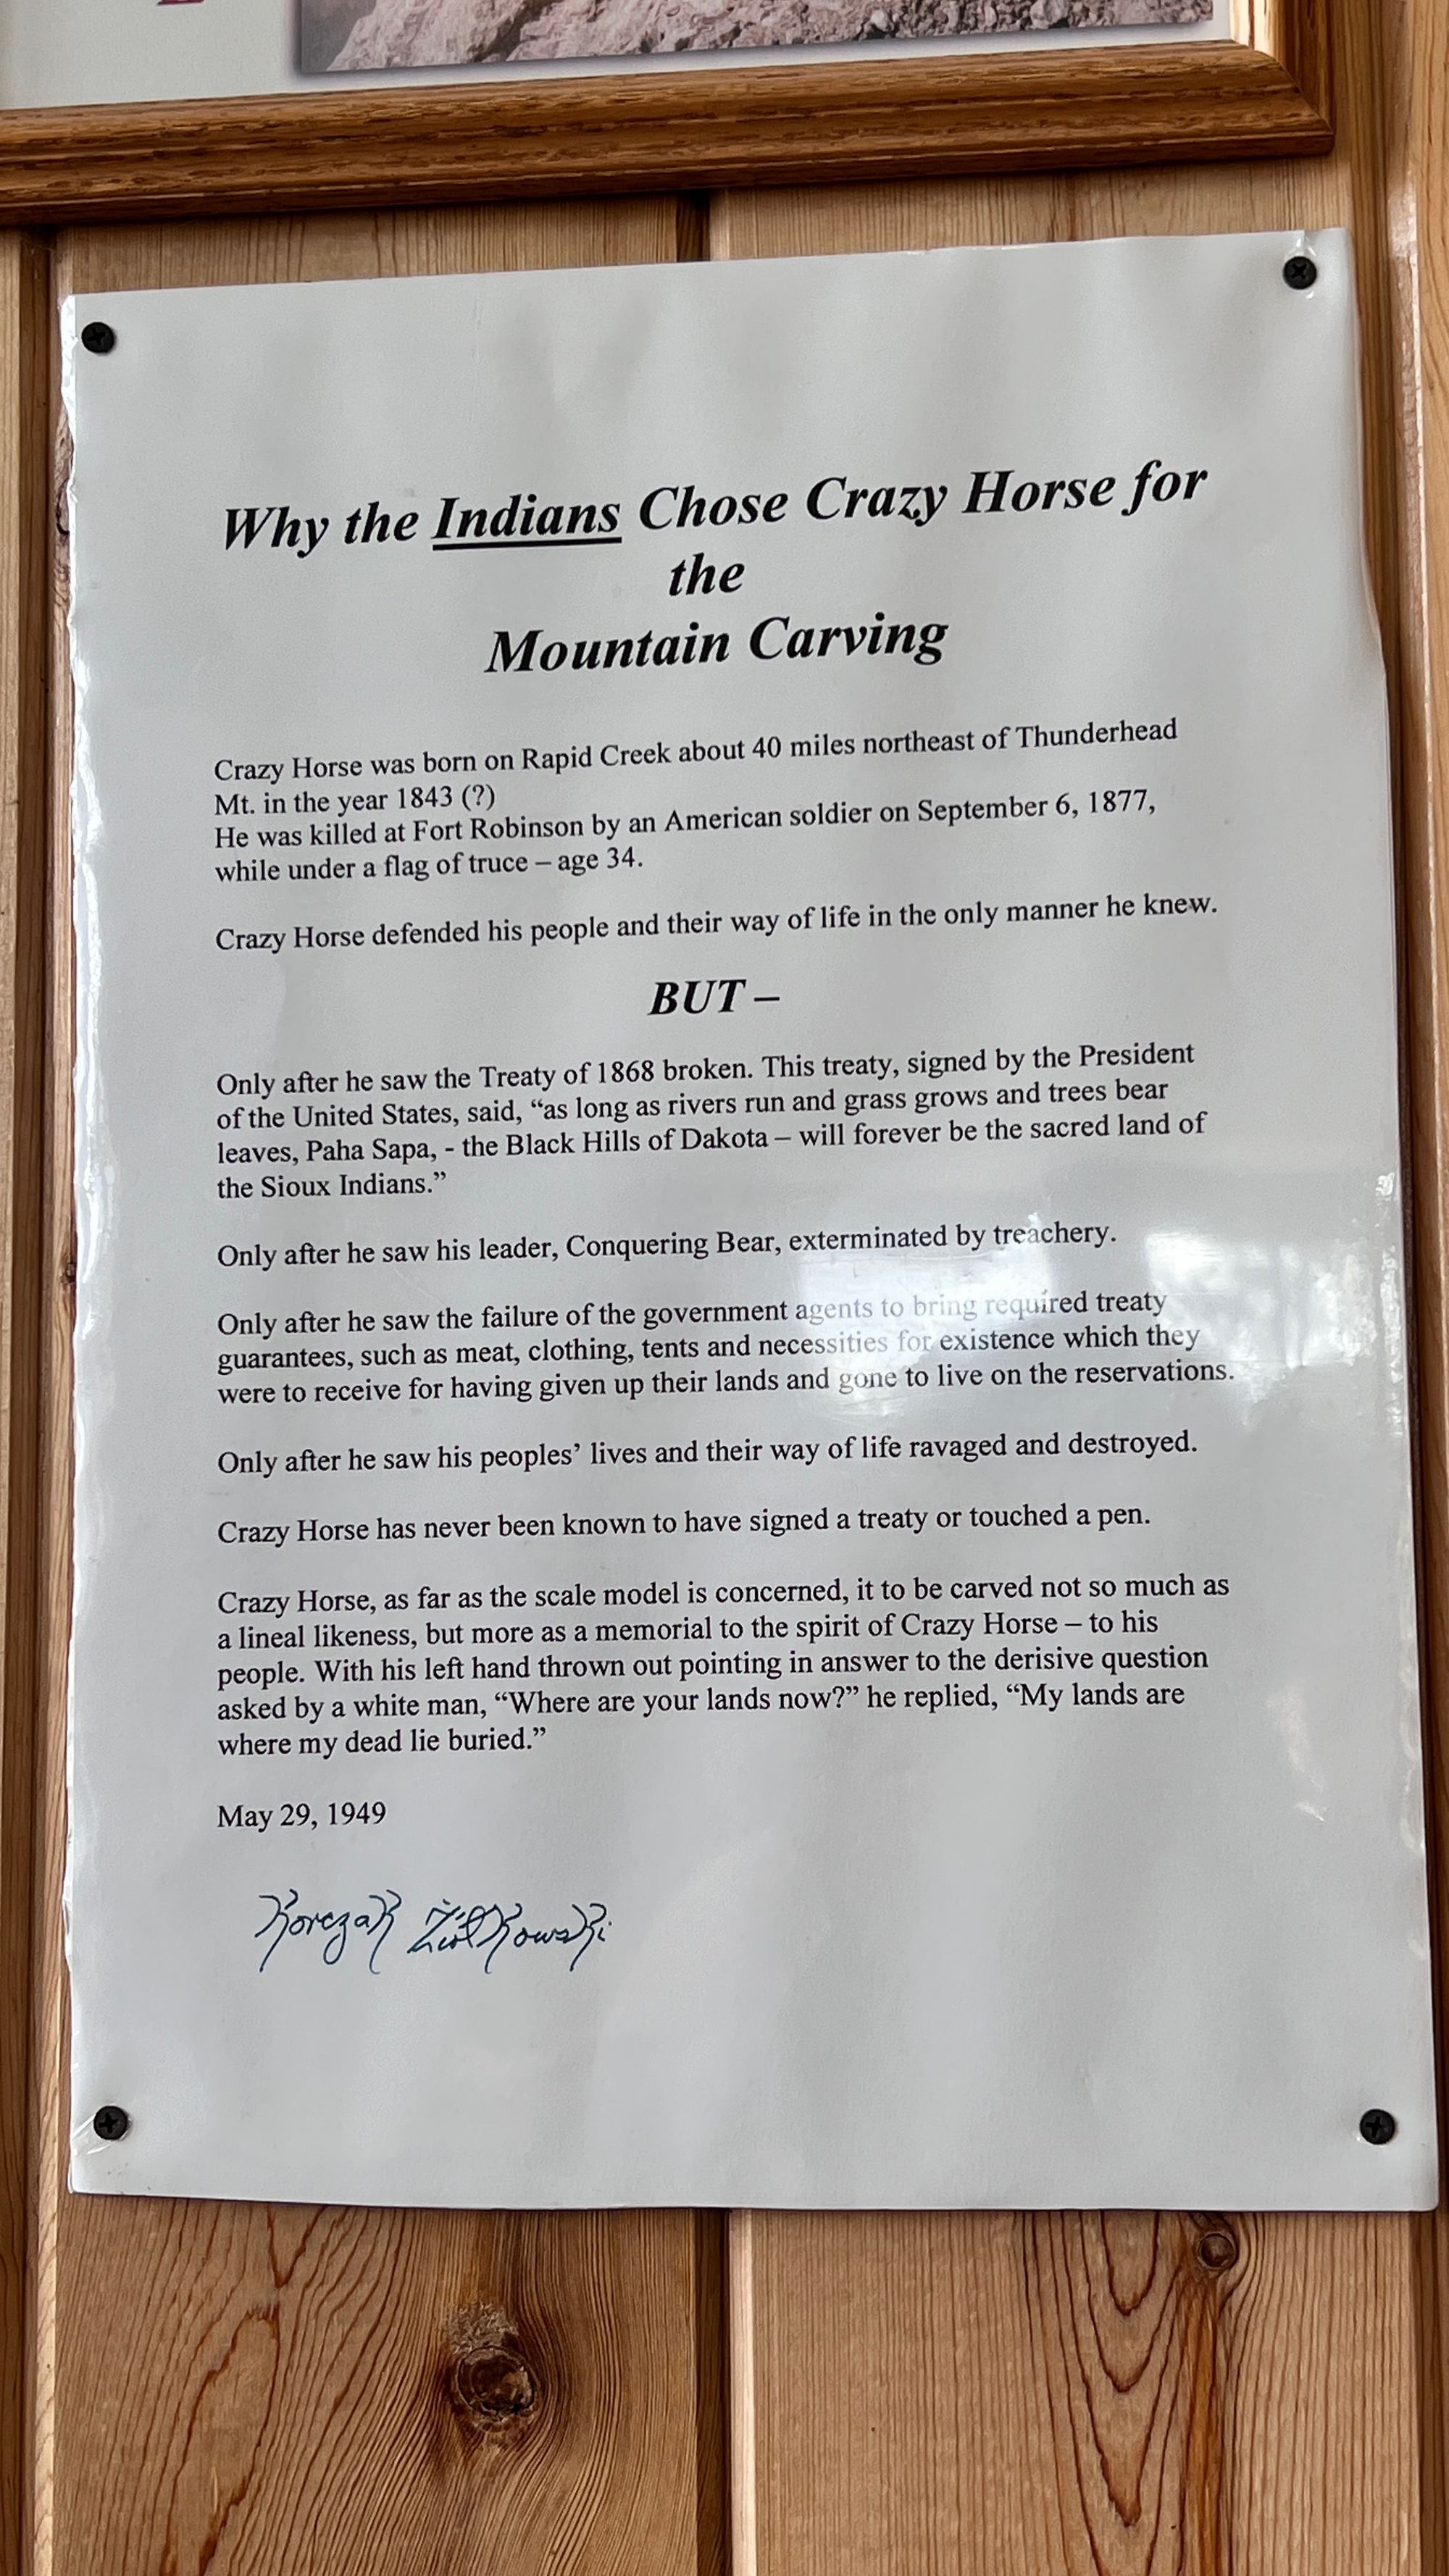 Why the Indians Chose Crazy Horse for
the
Mountain Carving
Crazy Horse was born on Rapid Creek about 40 miles northeast of Thunderhead
Mt. in the year 1843 (?)
He was killed at Fort Robinson by an American soldier on September 6, 1877,
while under a flag of truce – age 34.
Crazy Horse defended his people and their way of life in the only manner he knew.
BUT –
Only after he saw the Treaty of 1868 broken. This treaty, signed by the President
of the United States, said, “as long as rivers run and grass grows and trees bear
leaves, Paha Sapa, - the Black Hills of Dakota – will forever be the sacred land of
the Sioux Indians.”
Only after he saw his leader, Conquering Bear, exterminated by treachery.
Only after he saw the failure of the government agents to bring required treaty
guarantees, such as meat, clothing, tents and necessities for existence which they
were to receive for having given up their lands and gone to live on the reservations.
Only after he saw his peoples’ lives and their way of life ravaged and destroyed.
Crazy Horse has never been known to have signed a treaty or touched a pen.
Crazy Horse, as far as the scale model is concerned, it to be carved not so much as
a lineal likeness, but more as a memorial to the spirit of Crazy Horse – to his
people. With his left hand thrown out pointing in answer to the derisive question
asked by a white man, “Where are your lands now?” he replied, “My lands are
where my dead lie buried.”
May 29, 1949
Korczak Ziółkowski